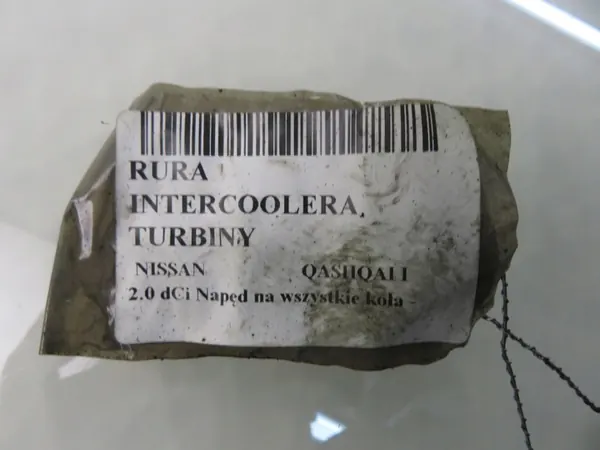 RURA
INTERCOOLERA,
TURBINY
NISSAN QASHQAI I
2.0 dCi Napęd na wszystkie koła